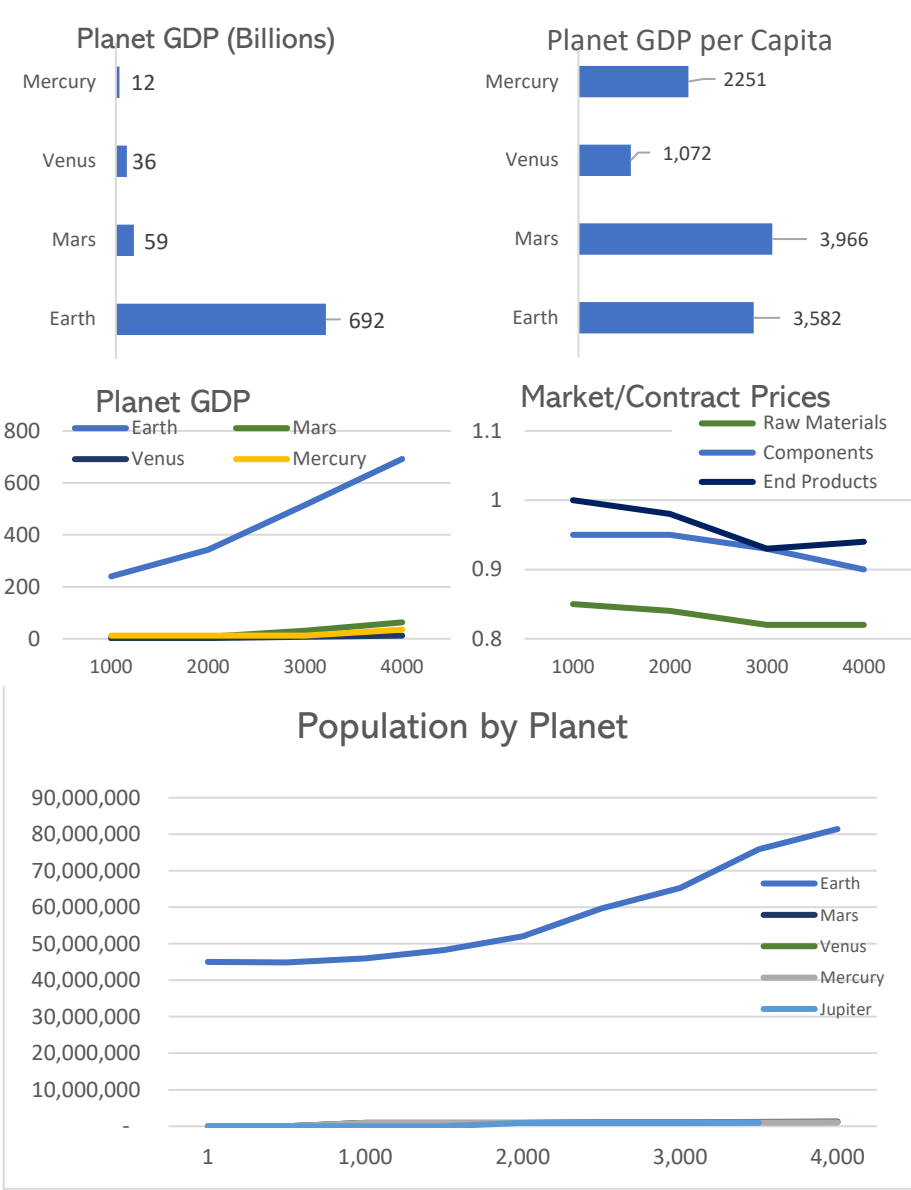 Planet GDP (Billions)
Mercury 12
Venus 36
Mars 59
Earth 692
Planet GDP per Capita
Mercury 2251
Venus 1,072
Mars 3,966
Earth 3,582
Planet GDP
Earth Mars
Venus Mercury
800
600
400
200
0
1000 2000 3000 4000
Market/Contract Prices
Raw Materials
Components
End Products
1.1
1
0.9
0.8
1000 2000 3000 4000
Population by Planet
90,000,000
80,000,000
70,000,000
60,000,000
50,000,000
40,000,000
30,000,000
20,000,000
10,000,000
-
Earth
Mars
Venus
Mercury
Jupiter
1 1,000 2,000 3,000 4,000